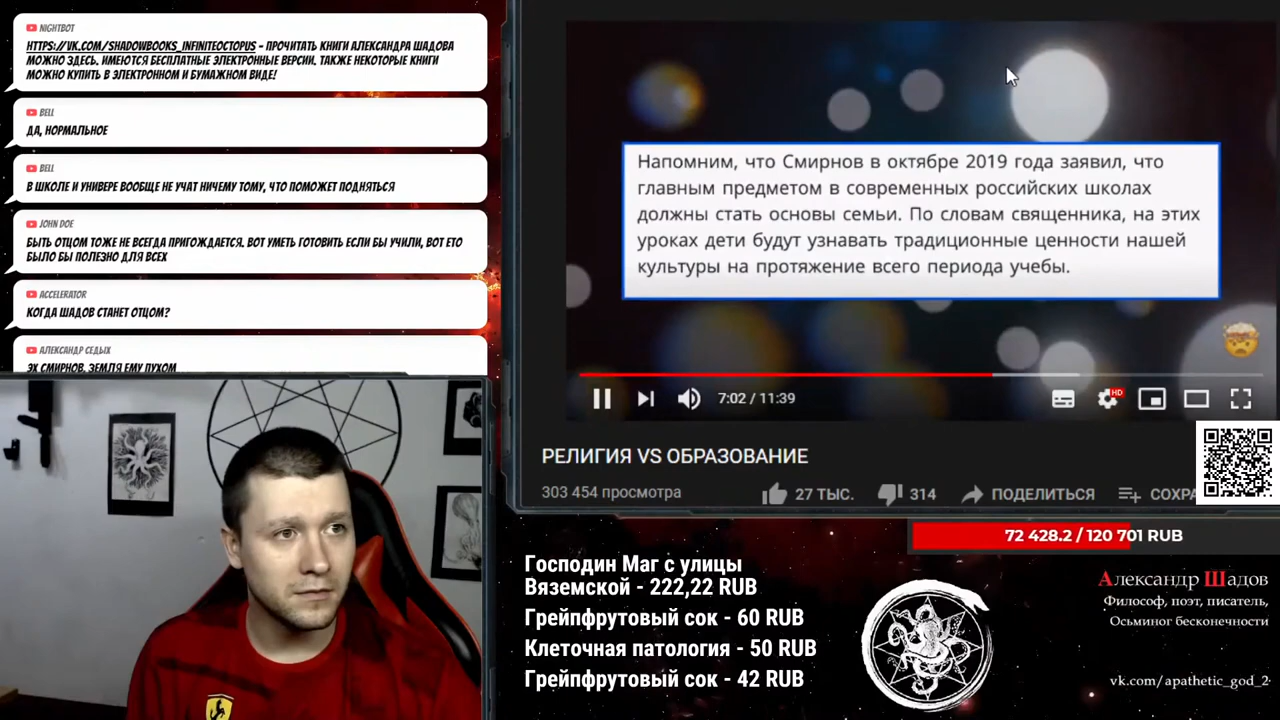 NIGHTBOT
HTTPS://VK.COM/SHADOWBOOKS_INFINITEOCTOPUS - ПРОЧИТАТЬ КНИГИ АЛЕКСАНДРА ШАДОВА
МОЖНО ЗДЕСЬ. ИМЕЮТСЯ БЕСПЛАТНЫЕ ЭЛЕКТРОННЫЕ ВЕРСИИ. ТАКЖЕ НЕКОТОРЫЕ КНИГИ
МОЖНО КУПИТЬ В ЭЛЕКТРОННОМ И БУМАЖНОМ ВИДЕ!
BELL
ДА, НОРМАЛЬНОЕ
BELL
В ШКОЛЕ И УНИВЕРЕ ВООБЩЕ НЕ УЧАТ НИЧЕМУ ТОМУ, ЧТО ПОМОЖЕТ ПОДНЯТЬСЯ
JOHN DOE
БЫТЬ ОТЦОМ ТОЖЕ НЕ ВСЕГДА ПРИГОЖДАЕТСЯ. ВОТ УМЕТЬ ГОТОВИТЬ ЕСЛИ БЫ УЧИЛИ, ВОТ ЕТО
БЫЛО БЫ ПОЛЕЗНО ДЛЯ ВСЕХ
ACCELERATOR
КОГДА ШАДОВ СТАНЕТ ОТЦОМ?
АЛЕКСАНДР СЕДЫХ
ЭХ СМИРНОВ, ЗЕМЛЯ ЕМУ ПУХОМ
Напомним, что Смирнов в октябре 2019 года заявил, что
главным предметом в современных российских школах
должны стать основы семьи. По словам священника, на этих
уроках дети будут узнавать традиционные ценности нашей
культуры на протяжение всего периода учебы.
7:02 / 11:39
HD
РЕЛИГИЯ VS ОБРАЗОВАНИЕ
303 454 просмотра
27 ТЫС.
314
ПОДЕЛИТЬСЯ
СОХРА
72 428.2 / 120 701 RUB
Господин Маг с улицы
Вяземской - 222,22 RUB
Грейпфрутовый сок - 60 RUB
Клеточная патология - 50 RUB
Грейпфрутовый сок - 42 RUB
Александр Шадов
Философ, поэт, писатель,
Осьминог бесконечности
vk.com/apathetic_god_2